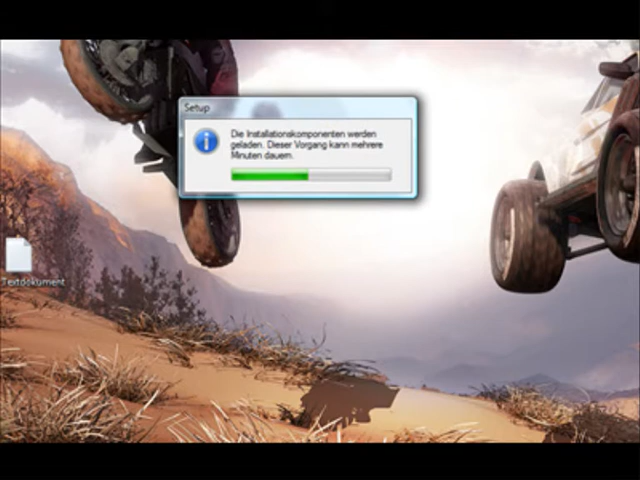 Setup
Die Installationskomponenten werden
geladen. Dieser Vorgang kann mehrere
Minuten dauern.
Textdokument